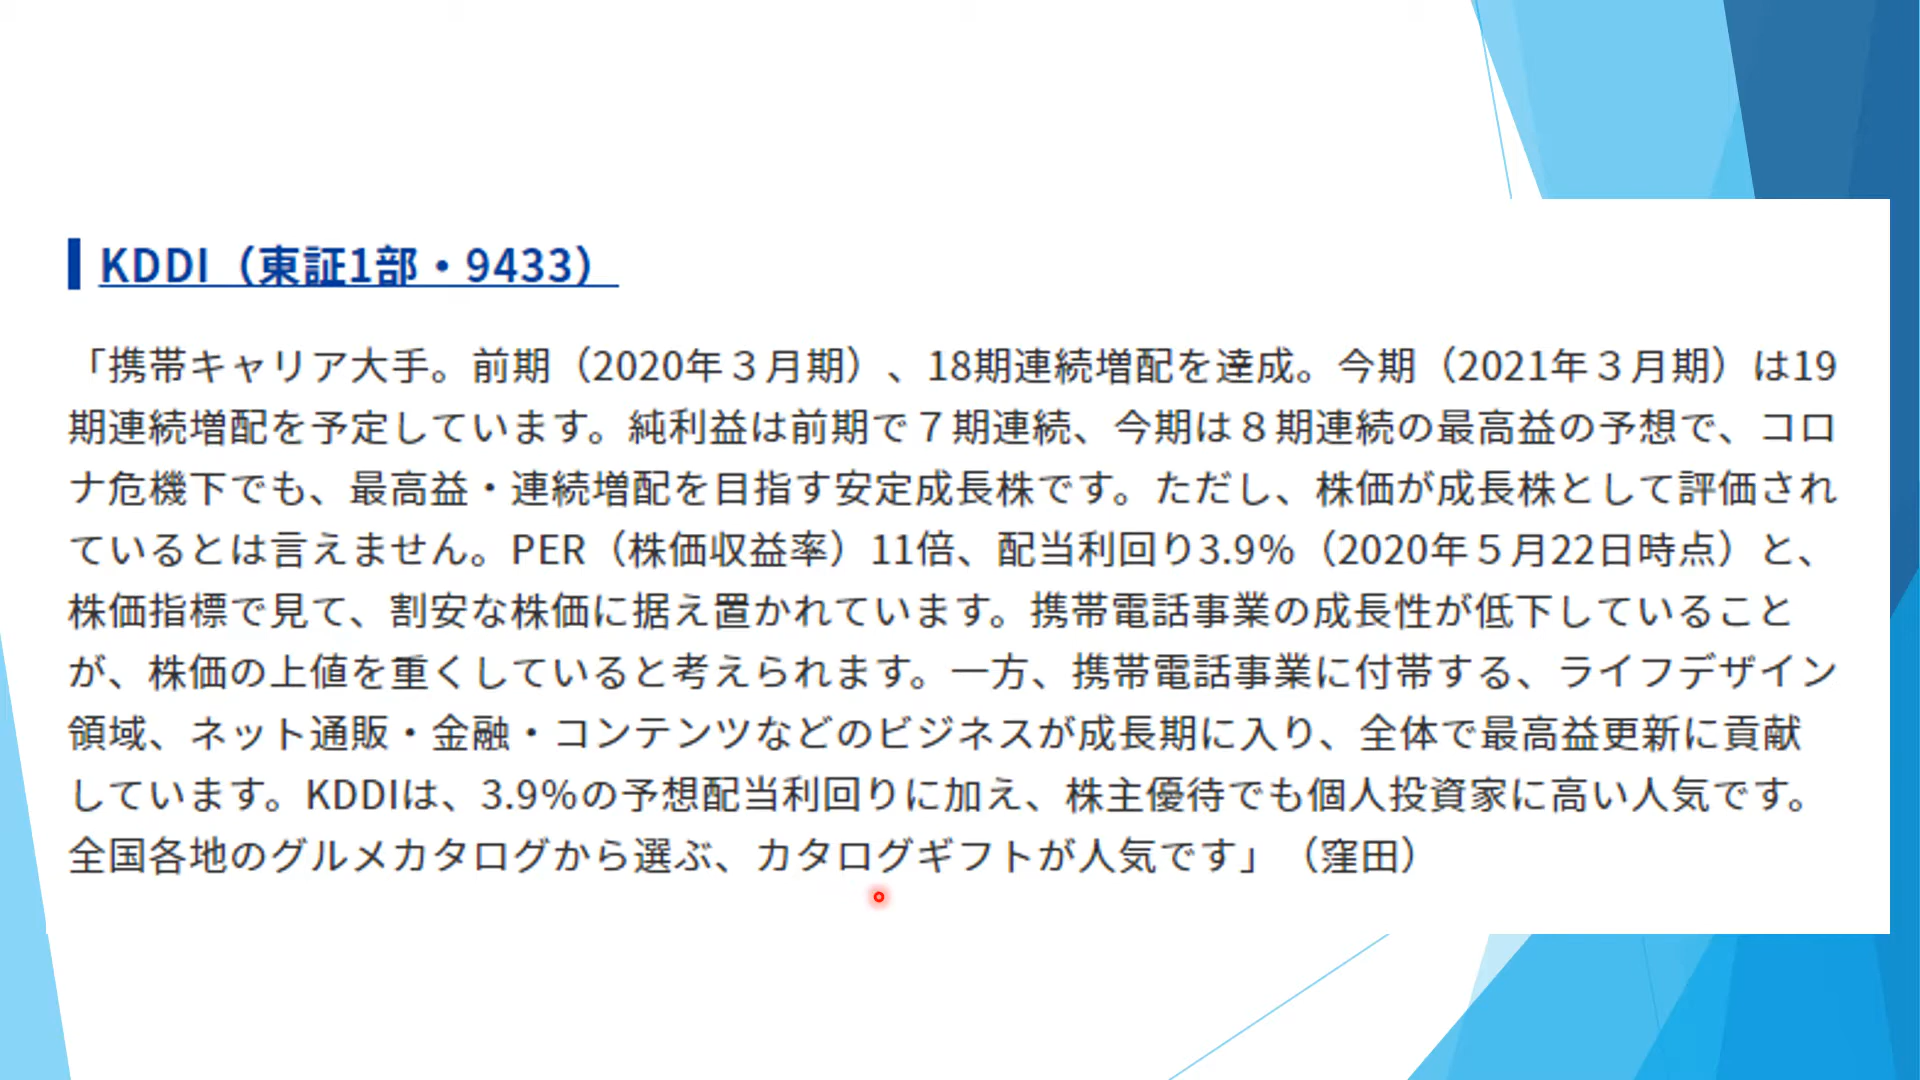 KDDI（東証1部・9433）
「携帯キャリア大手。前期（2020年３月期）、18期連続増配を達成。今期（2021年３月期）は19
期連続増配を予定しています。純利益は前期で７期連続、今期は８期連続の最高益の予想で、コロ
ナ危機下でも、最高益・連続増配を目指す安定成長株です。ただし、株価が成長株として評価され
ているとは言えません。PER（株価収益率）11倍、配当利回り3.9%（2020年５月22日時点）と、
株価指標で見て、割安な株価に据え置かれています。携帯電話事業の成長性が低下していること
が、株価の上値を重くしていると考えられます。一方、携帯電話事業に付帯する、ライフデザイン
領域、ネット通販・金融・コンテンツなどのビジネスが成長期に入り、全体で最高益更新に貢献
しています。KDDIは、3.9%の予想配当利回りに加え、株主優待でも個人投資家に高い人気です。
全国各地のグルメカタログから選ぶ、カタログギフトが人気です」（窪田）